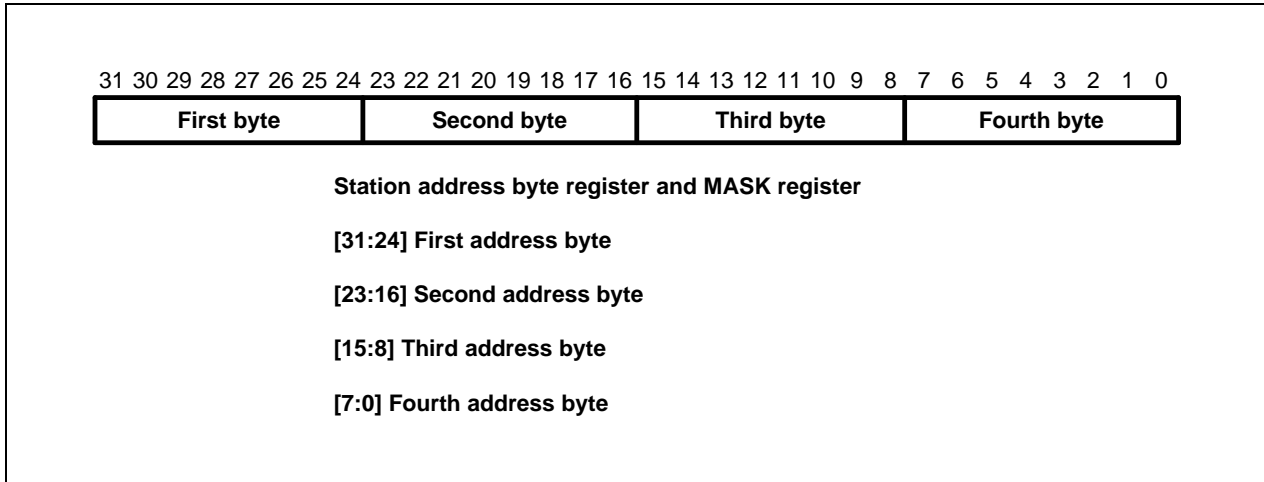 31 30 29 28 27 26 25 24 23 22 21 20 19 18 17 16 15 14 13 12 11 10 9 8 7 6 5 4 3 2 1 0
First byte Second byte Third byte Fourth byte
Station address byte register and MASK register
[31:24] First address byte
[23:16] Second address byte
[15:8] Third address byte
[7:0] Fourth address byte